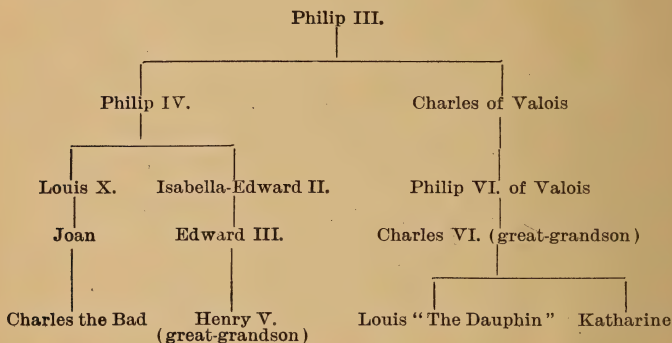 Philip III.
Philip IV. Charles of Valois
Louis X. Isabella-Edward II. Philip VI. of Valois
Joan Edward III. Charles VI. (great-grandson)
Charles the Bad Henry V. Louis "The Dauphin" Katharine
(great-grandson)